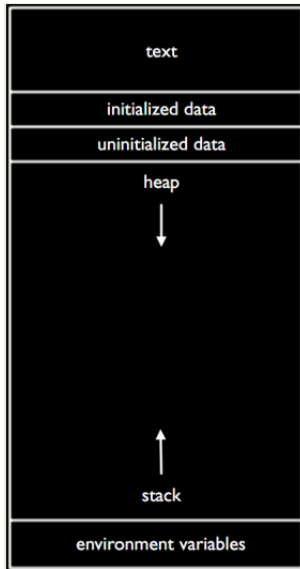 text
initialized data
uninitialized data
heap
stack
environment variables